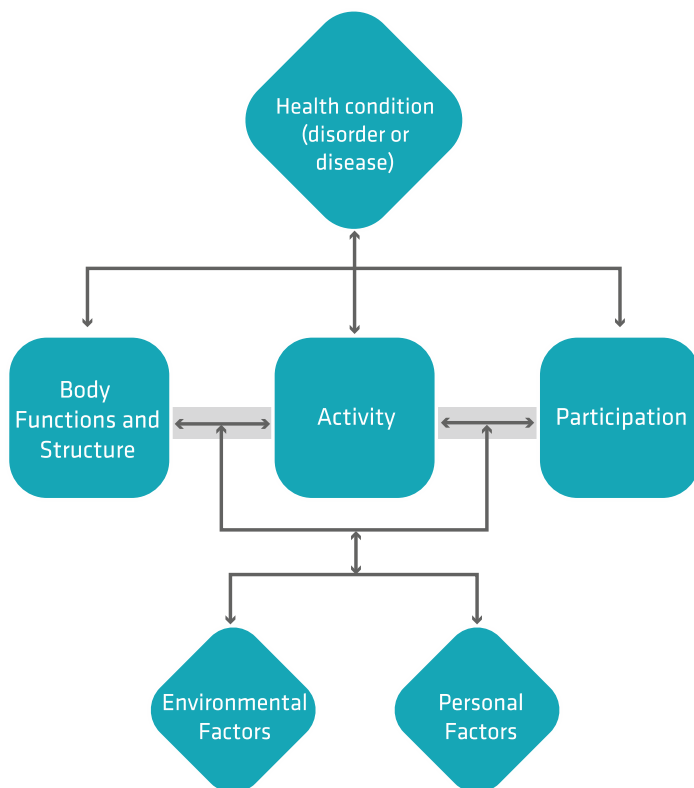 Health condition
(disorder or
disease)
Body
Functions and
Structure
Activity
Participation
Environmental
Factors
Personal
Factors